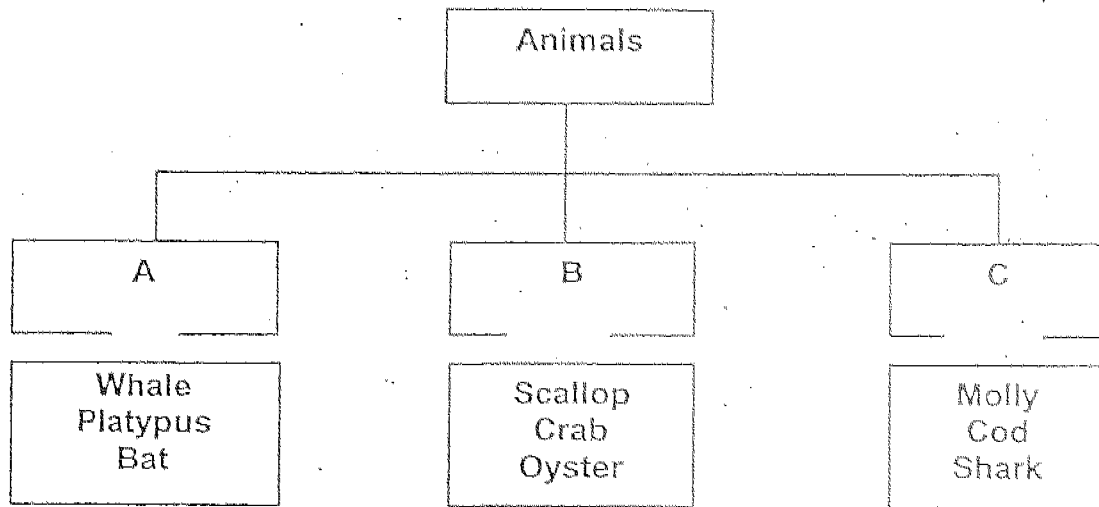 Animals
A
B
C
Whale
Platypus
Bat
Scallop
Crab
Oyster
Molly
Cod
Shark